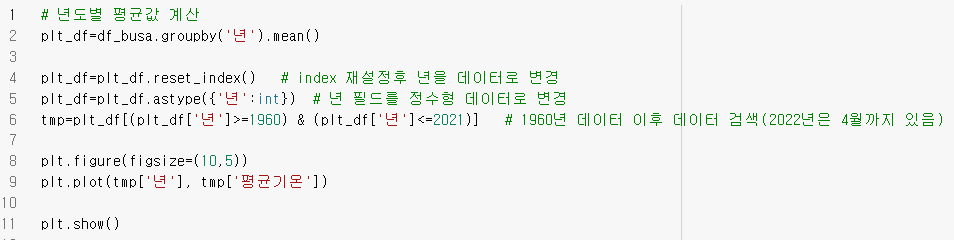 1 # 년도별 평균값 계산
2 plt_df=df_busa.groupby('년').mean()
3
4 plt_df=plt_df.reset_index() # index 재설정후 년을 데이터로 변경
5 plt_df=plt_df.astype({'년':int}) # 년 필드를 정수형 데이터로 변경
6 tmp=plt_df[(plt_df['년']>=1960) & (plt_df['년']<=2021)] # 1960년 데이터 이후 데이터 검색(2022년은 4월까지 있음)
7
8 plt.figure(figsize=(10,5))
9 plt.plot(tmp['년'], tmp['평균기온'])
10
11 plt.show()